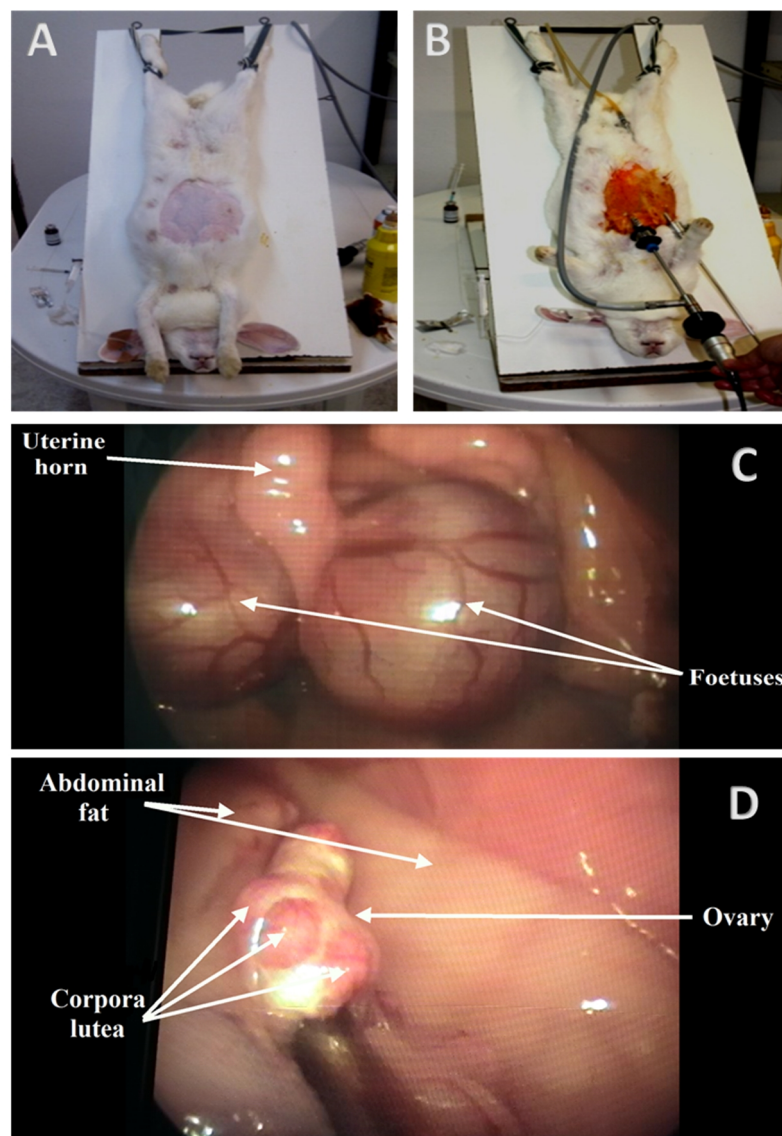 A
B
Uterine
horn
C
Foetuses
Abdominal
fat
D
Ovary
Corpora
lutea